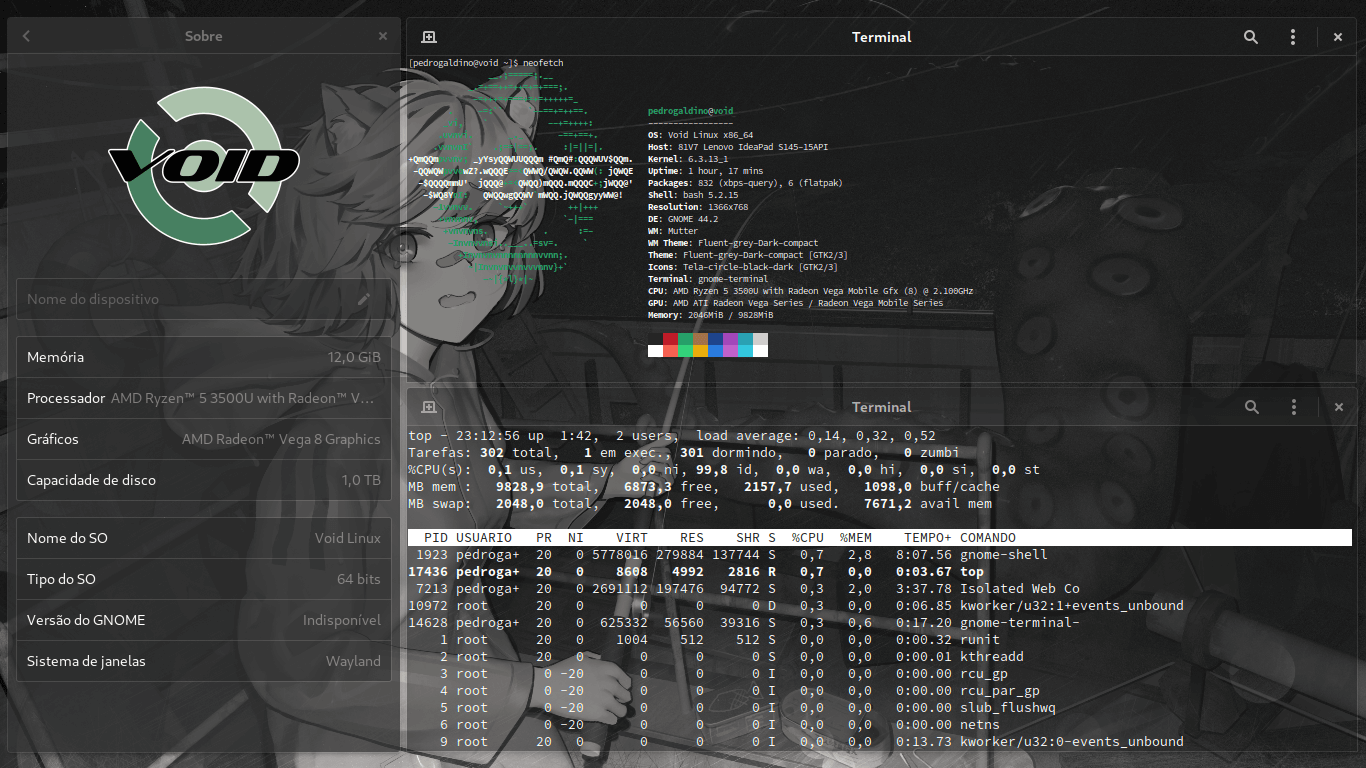 Sobre
VOID
Nome do dispositivo
Memória 12,0 GiB
Processador AMD Ryzen™ 5 3500U with Radeon™ V…
Gráficos AMD Radeon™ Vega 8 Graphics
Capacidade de disco 1,0 TB
Nome do SO Void Linux
Tipo do SO 64 bits
Versão do GNOME Indisponível
Sistema de janelas Wayland
Terminal
[pedrogaldino@void ~]$ neofetch
pedrogaldino@void
-----------------
OS: Void Linux x86_64
Host: 81V7 Lenovo IdeaPad S145-15API
Kernel: 6.3.13_1
Uptime: 1 hour, 17 mins
Packages: 832 (xbps-query), 6 (flatpak)
Shell: bash 5.2.15
Resolution: 1366x768
DE: GNOME 44.2
WM: Mutter
WM Theme: Fluent-grey-Dark-compact
Theme: Fluent-grey-Dark-compact [GTK2/3]
Icons: Tela-circle-black-dark [GTK2/3]
Terminal: gnome-terminal
CPU: AMD Ryzen 5 3500U with Radeon Vega Mobile Gfx (8) @ 2.100GHz
GPU: AMD ATI Radeon Vega Series / Radeon Vega Mobile Series
Memory: 2046MiB / 9828MiB
Terminal
top - 23:12:56 up  1:42,  2 users,  load average: 0,14, 0,32, 0,52
Tarefas: 302 total,   1 em exec., 301 dormindo,   0 parado,   0 zumbi
%CPU(s):  0,1 us,  0,1 sy,  0,0 ni, 99,8 id,  0,0 wa,  0,0 hi,  0,0 si,  0,0 st
MB mem :   9828,9 total,   6873,3 free,   2157,7 used,   1098,0 buff/cache
MB swap:   2048,0 total,   2048,0 free,      0,0 used.   7671,2 avail mem
PID USUARIO   PR  NI    VIRT    RES    SHR S  %CPU  %MEM    TEMPO+ COMANDO
1923 pedroga+  20   0 5778016 279884 137744 S   0,7   2,8   8:07.56 gnome-shell
17436 pedroga+  20   0    8608   4992   2816 R   0,7   0,0   0:03.67 top
7213 pedroga+  20   0 2691112 197476  94772 S   0,3   2,0   3:37.78 Isolated Web Co
10972 root      20   0       0      0      0 D   0,3   0,0   0:06.85 kworker/u32:1+events_unbound
14628 pedroga+  20   0  625332  56560  39316 S   0,3   0,6   0:17.20 gnome-terminal-
1 root      20   0    1004    512    512 S   0,0   0,0   0:00.32 runit
2 root      20   0       0      0      0 S   0,0   0,0   0:00.01 kthreadd
3 root       0 -20       0      0      0 I   0,0   0,0   0:00.00 rcu_gp
4 root       0 -20       0      0      0 I   0,0   0,0   0:00.00 rcu_par_gp
5 root       0 -20       0      0      0 I   0,0   0,0   0:00.00 slub_flushwq
6 root       0 -20       0      0      0 I   0,0   0,0   0:00.00 netns
9 root      20   0       0      0      0 I   0,0   0,0   0:13.73 kworker/u32:0-events_unbound